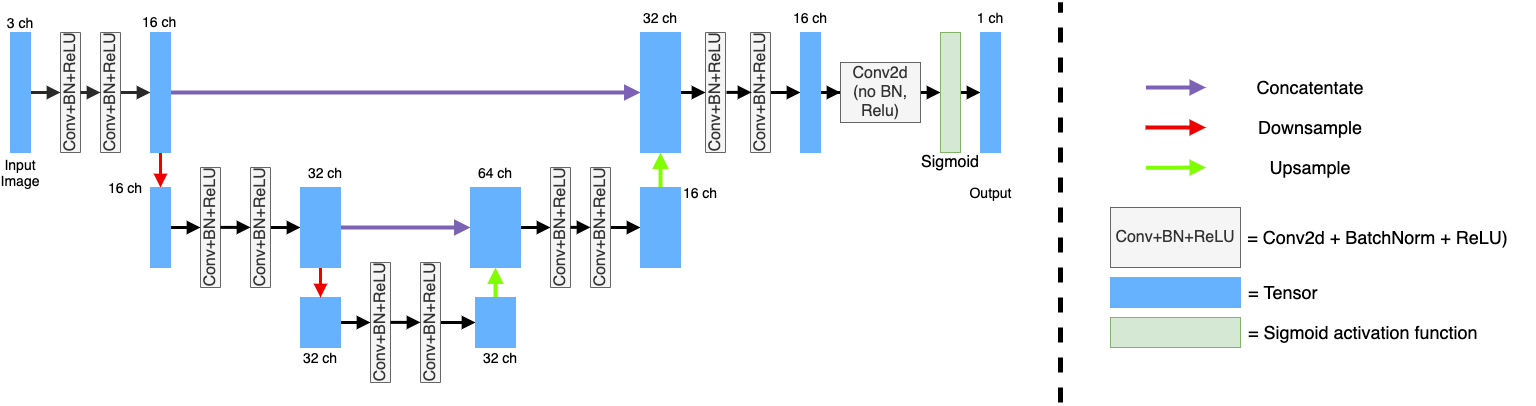 3 ch
16 ch
32 ch
16 ch
1 ch
Conv+BN+ReLU
Conv+BN+ReLU
Conv+BN+ReLU
Conv+BN+ReLU
Conv2d
(no BN,
Relu)
Input
Image
Sigmoid
Output
16 ch
32 ch
64 ch
16 ch
Conv+BN+ReLU
Conv+BN+ReLU
Conv+BN+ReLU
Conv+BN+ReLU
32 ch
Conv+BN+ReLU
Conv+BN+ReLU
32 ch
Concatentate
Downsample
Upsample
Conv+BN+ReLU
= Conv2d + BatchNorm + ReLU)
= Tensor
= Sigmoid activation function